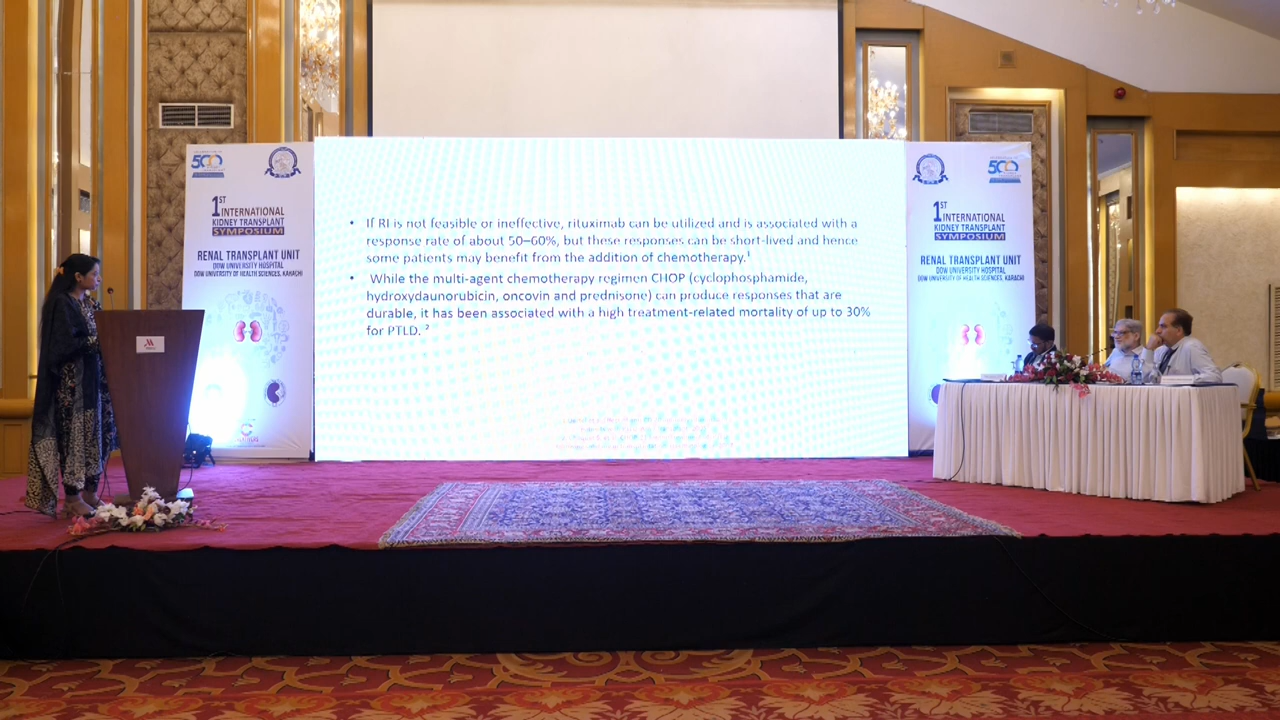 500
1ST
INTERNATIONAL
KIDNEY TRANSPLANT
SYMPOSIUM
RENAL TRANSPLANT UNIT
DOW UNIVERSITY HOSPITAL
DOW UNIVERSITY OF HEALTH SCIENCES, KARACHI
• If RI is not feasible or ineffective, rituximab can be utilized and is associated with a
response rate of about 50–60%, but these responses can be short-lived and hence
some patients may benefit from the addition of chemotherapy.1
• While the multi-agent chemotherapy regimen CHOP (cyclophosphamide,
hydroxydaunorubicin, oncovin and prednisone) can produce responses that are
durable, it has been associated with a high treatment-related mortality of up to 30%
for PTLD. 2
500
1ST
INTERNATIONAL
KIDNEY TRANSPLANT
SYMPOSIUM
RENAL TRANSPLANT UNIT
DOW UNIVERSITY HOSPITAL
DOW UNIVERSITY OF HEALTH SCIENCES, KARACHI